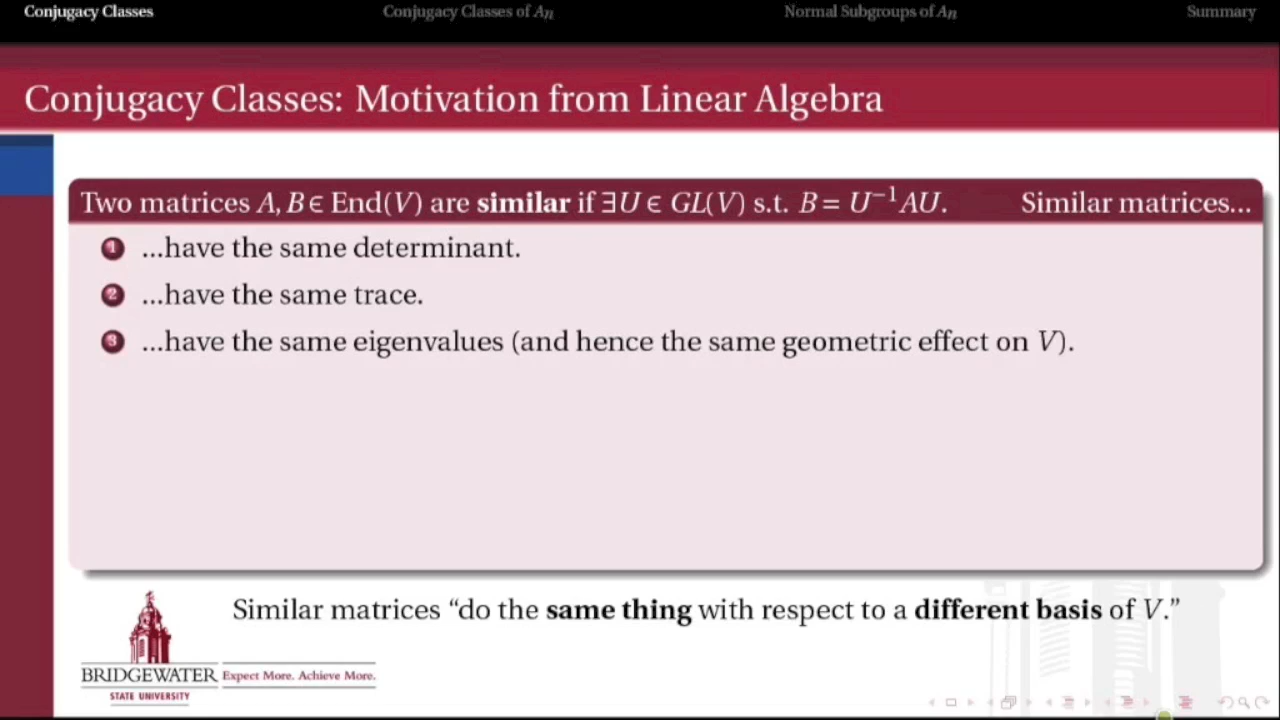 Conjugacy Classes Conjugacy Classes of An Normal Subgroups of An Summary
Conjugacy Classes: Motivation from Linear Algebra
Two matrices A, B ∈ End(V) are similar if ∃U ∈ GL(V) s.t. B = U⁻¹AU. Similar matrices...
1 ...have the same determinant.
2 ...have the same trace.
3 ...have the same eigenvalues (and hence the same geometric effect on V).
Similar matrices “do the same thing with respect to a different basis of V.”
BRIDGEWATER Expect More. Achieve More.
STATE UNIVERSITY